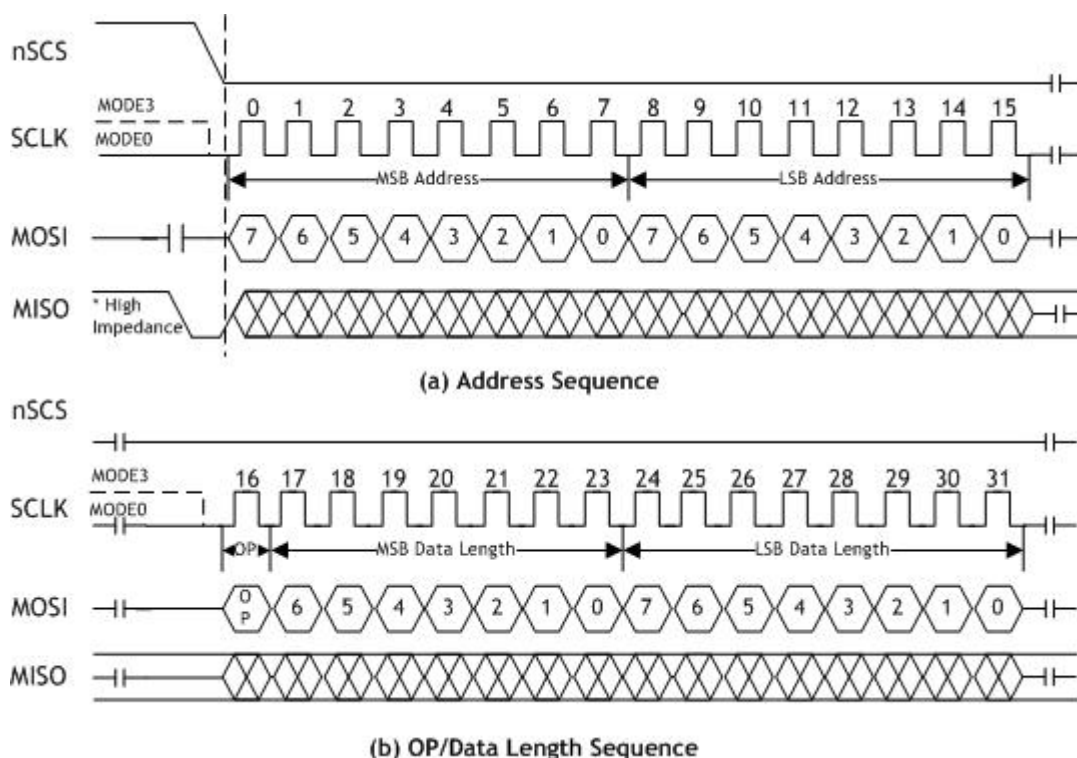 nSCS
MODE3
0 1 2 3 4 5 6 7 8 9 10 11 12 13 14 15
SCLK
MODE0
MSB Address LSB Address
MOSI 7 6 5 4 3 2 1 0 7 6 5 4 3 2 1 0
MISO * High
Impedance
(a) Address Sequence
nSCS
MODE3
16 17 18 19 20 21 22 23 24 25 26 27 28 29 30 31
SCLK
MODE0
OP MSB Data Length LSB Data Length
MOSI OP 6 5 4 3 2 1 0 7 6 5 4 3 2 1 0
MISO
(b) OP/Data Length Sequence